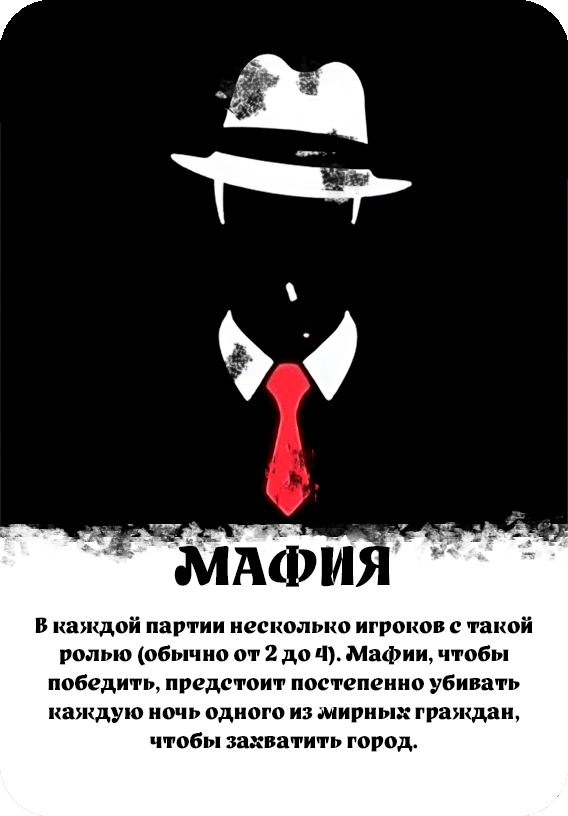 МАФИЯ
В каждой партии несколько игроков с такой
ролью (обычно от 2 до 4). Мафии, чтобы
победить, предстоит постепенно убивать
каждую ночь одного из мирных граждан,
чтобы захватить город.